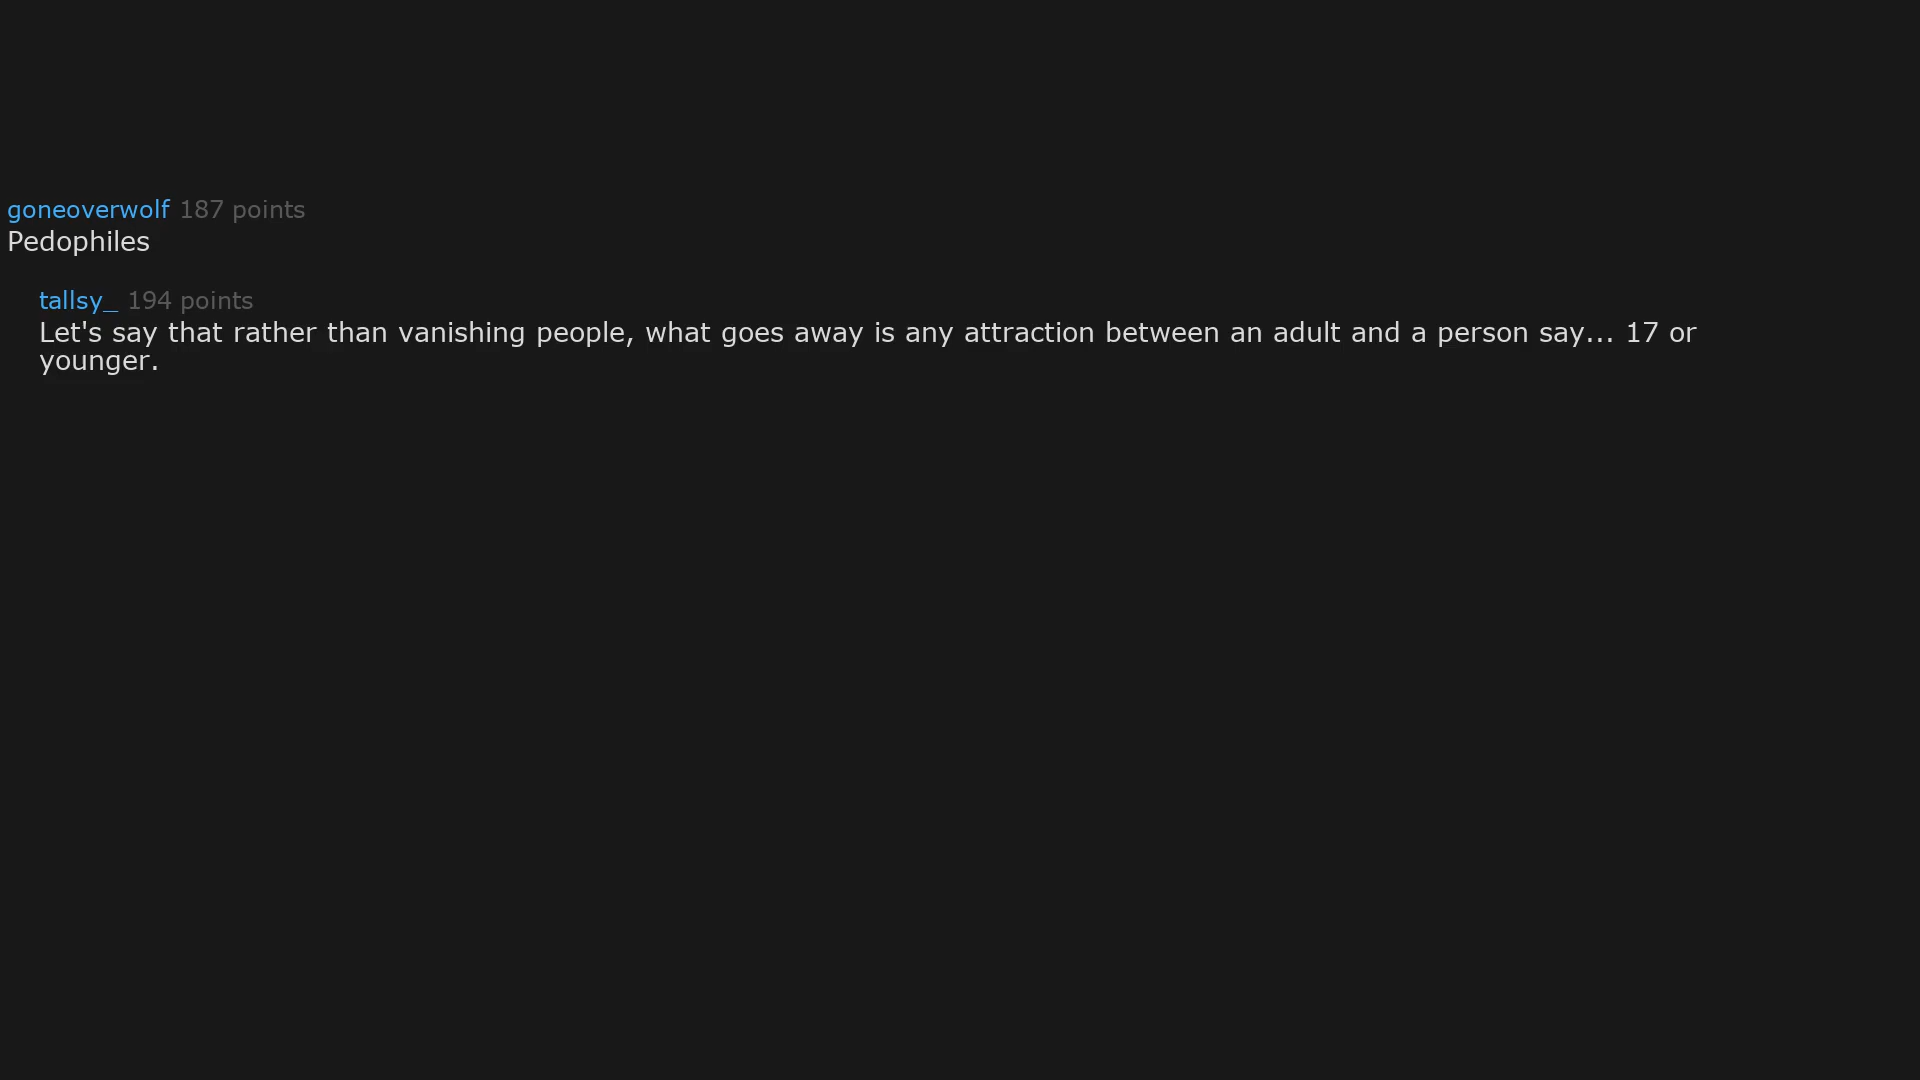 goneoverwolf 187 points
Pedophiles
tallsy_ 194 points
Let's say that rather than vanishing people, what goes away is any attraction between an adult and a person say... 17 or
younger.